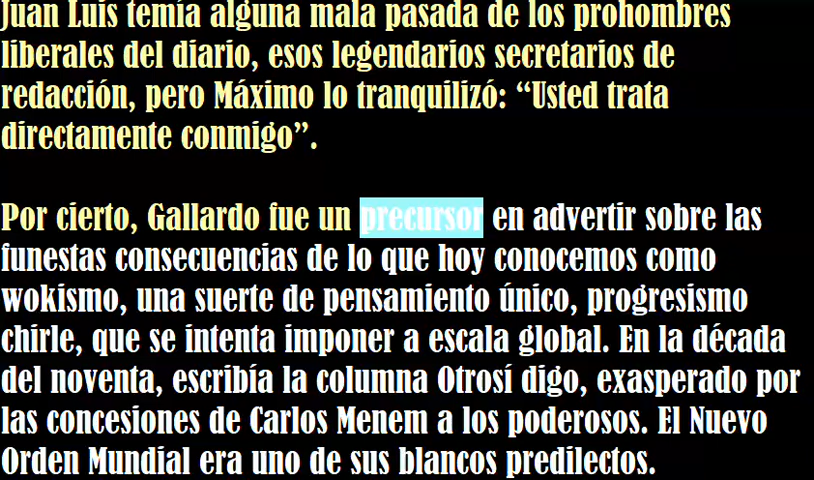 Juan Luis temía alguna mala pasada de los prohombres
liberales del diario, esos legendarios secretarios de
redacción, pero Máximo lo tranquilizó: “Usted trata
directamente conmigo”.
Por cierto, Gallardo fue un precursor en advertir sobre las
funestas consecuencias de lo que hoy conocemos como
wokismo, una suerte de pensamiento único, progresismo
chirle, que se intenta imponer a escala global. En la década
del noventa, escribía la columna Otrosí digo, exasperado por
las concesiones de Carlos Menem a los poderosos. El Nuevo
Orden Mundial era uno de sus blancos predilectos.